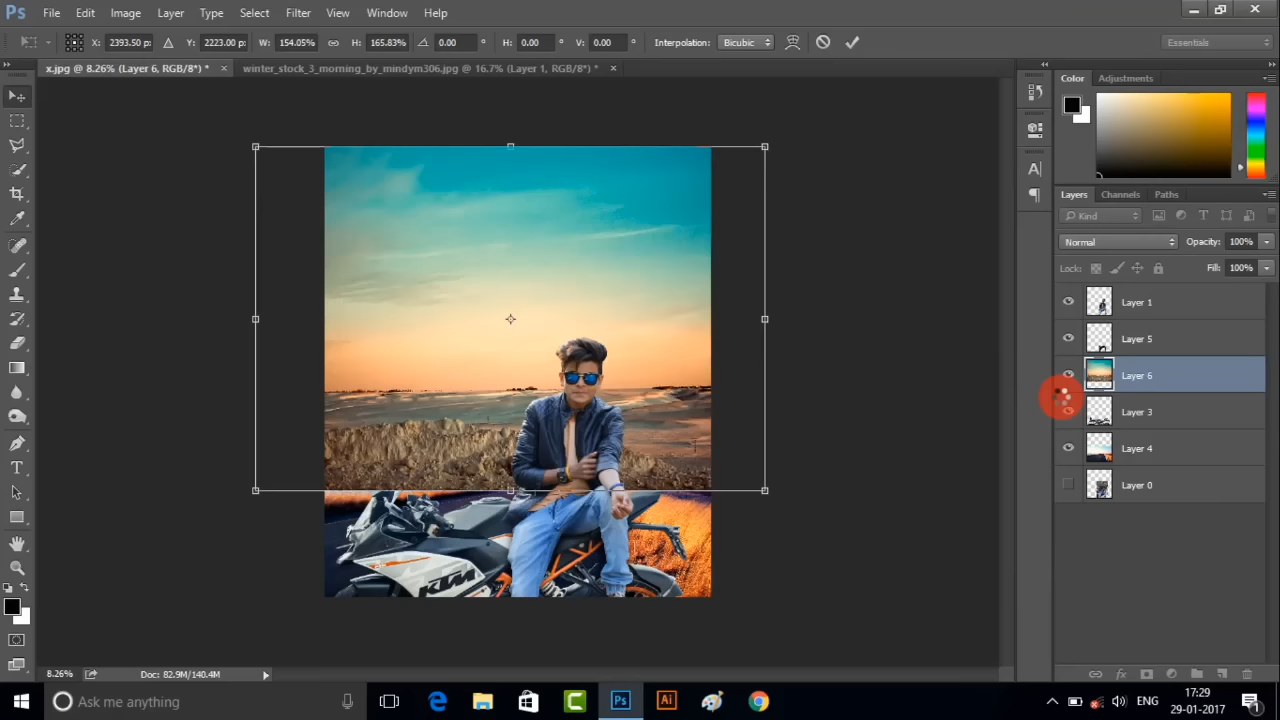 Ps File Edit Image Layer Type Select Filter View Window Help
X: 2393.50 px Y: 2223.00 px W: 154.05% H: 165.83% 0.00 ° H: 0.00 ° V: 0.00 ° Interpolation: Bicubic Essentials
x.jpg @ 8.26% (Layer 6, RGB/8*) * × winter_stock_3_morning_by_mindym306.jpg @ 16.7% (Layer 1, RGB/8*) * ×
Color Adjustments
Layers Channels Paths
Kind
Normal Opacity: 100%
Lock: Fill: 100%
Layer 1
Layer 5
Layer 6
Layer 3
Layer 4
Layer 0
KTM
8.26% Doc: 82.9M/140.4M
Ask me anything
Ps Ai
ENG 17:29
29-01-2017